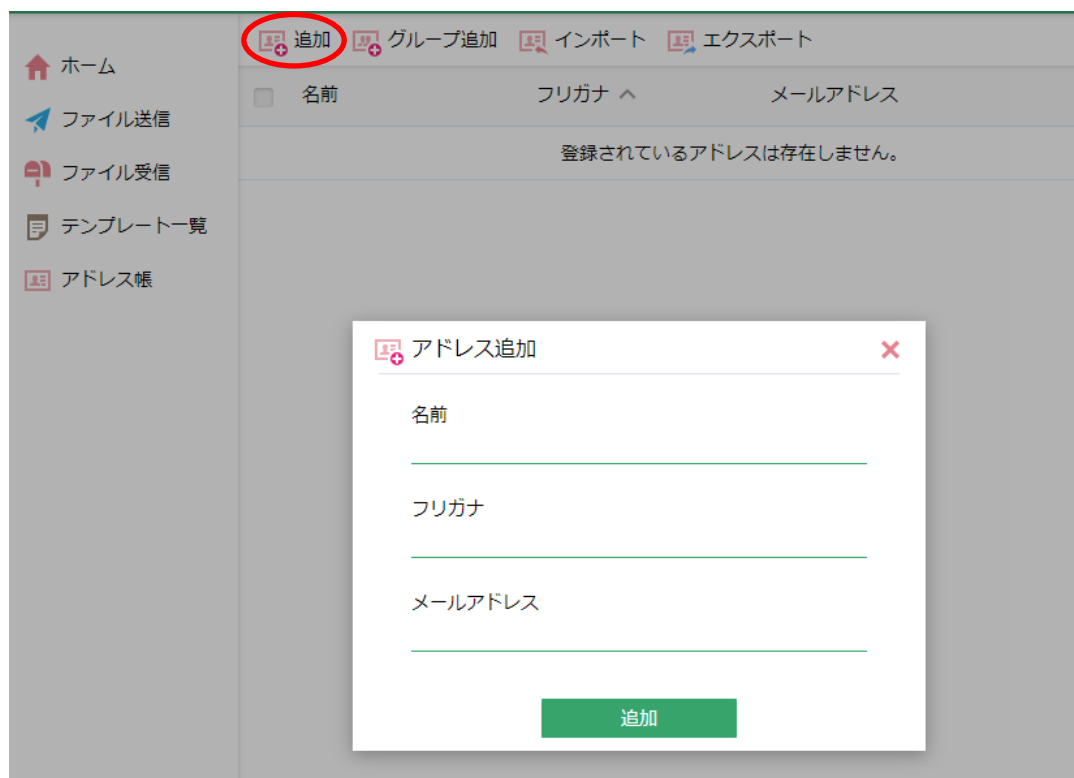 追加 グループ追加 インポート エクスポート
ホーム
ファイル送信
ファイル受信
テンプレート一覧
アドレス帳
名前 フリガナ メールアドレス
登録されているアドレスは存在しません。
アドレス追加
名前
フリガナ
メールアドレス
追加